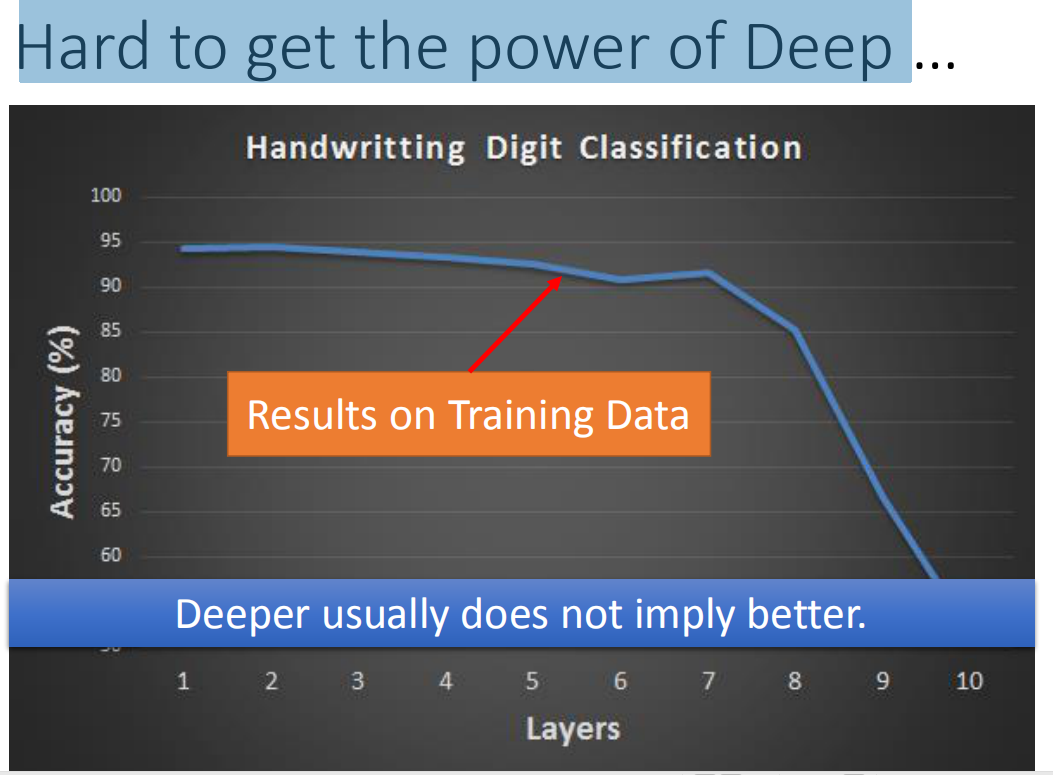 Hard to get the power of Deep ...
Handwritting Digit Classification
100
95
90
85
80
75
70
65
60
Accuracy (%)
Results on Training Data
Deeper usually does not imply better.
1 2 3 4 5 6 7 8 9 10
Layers